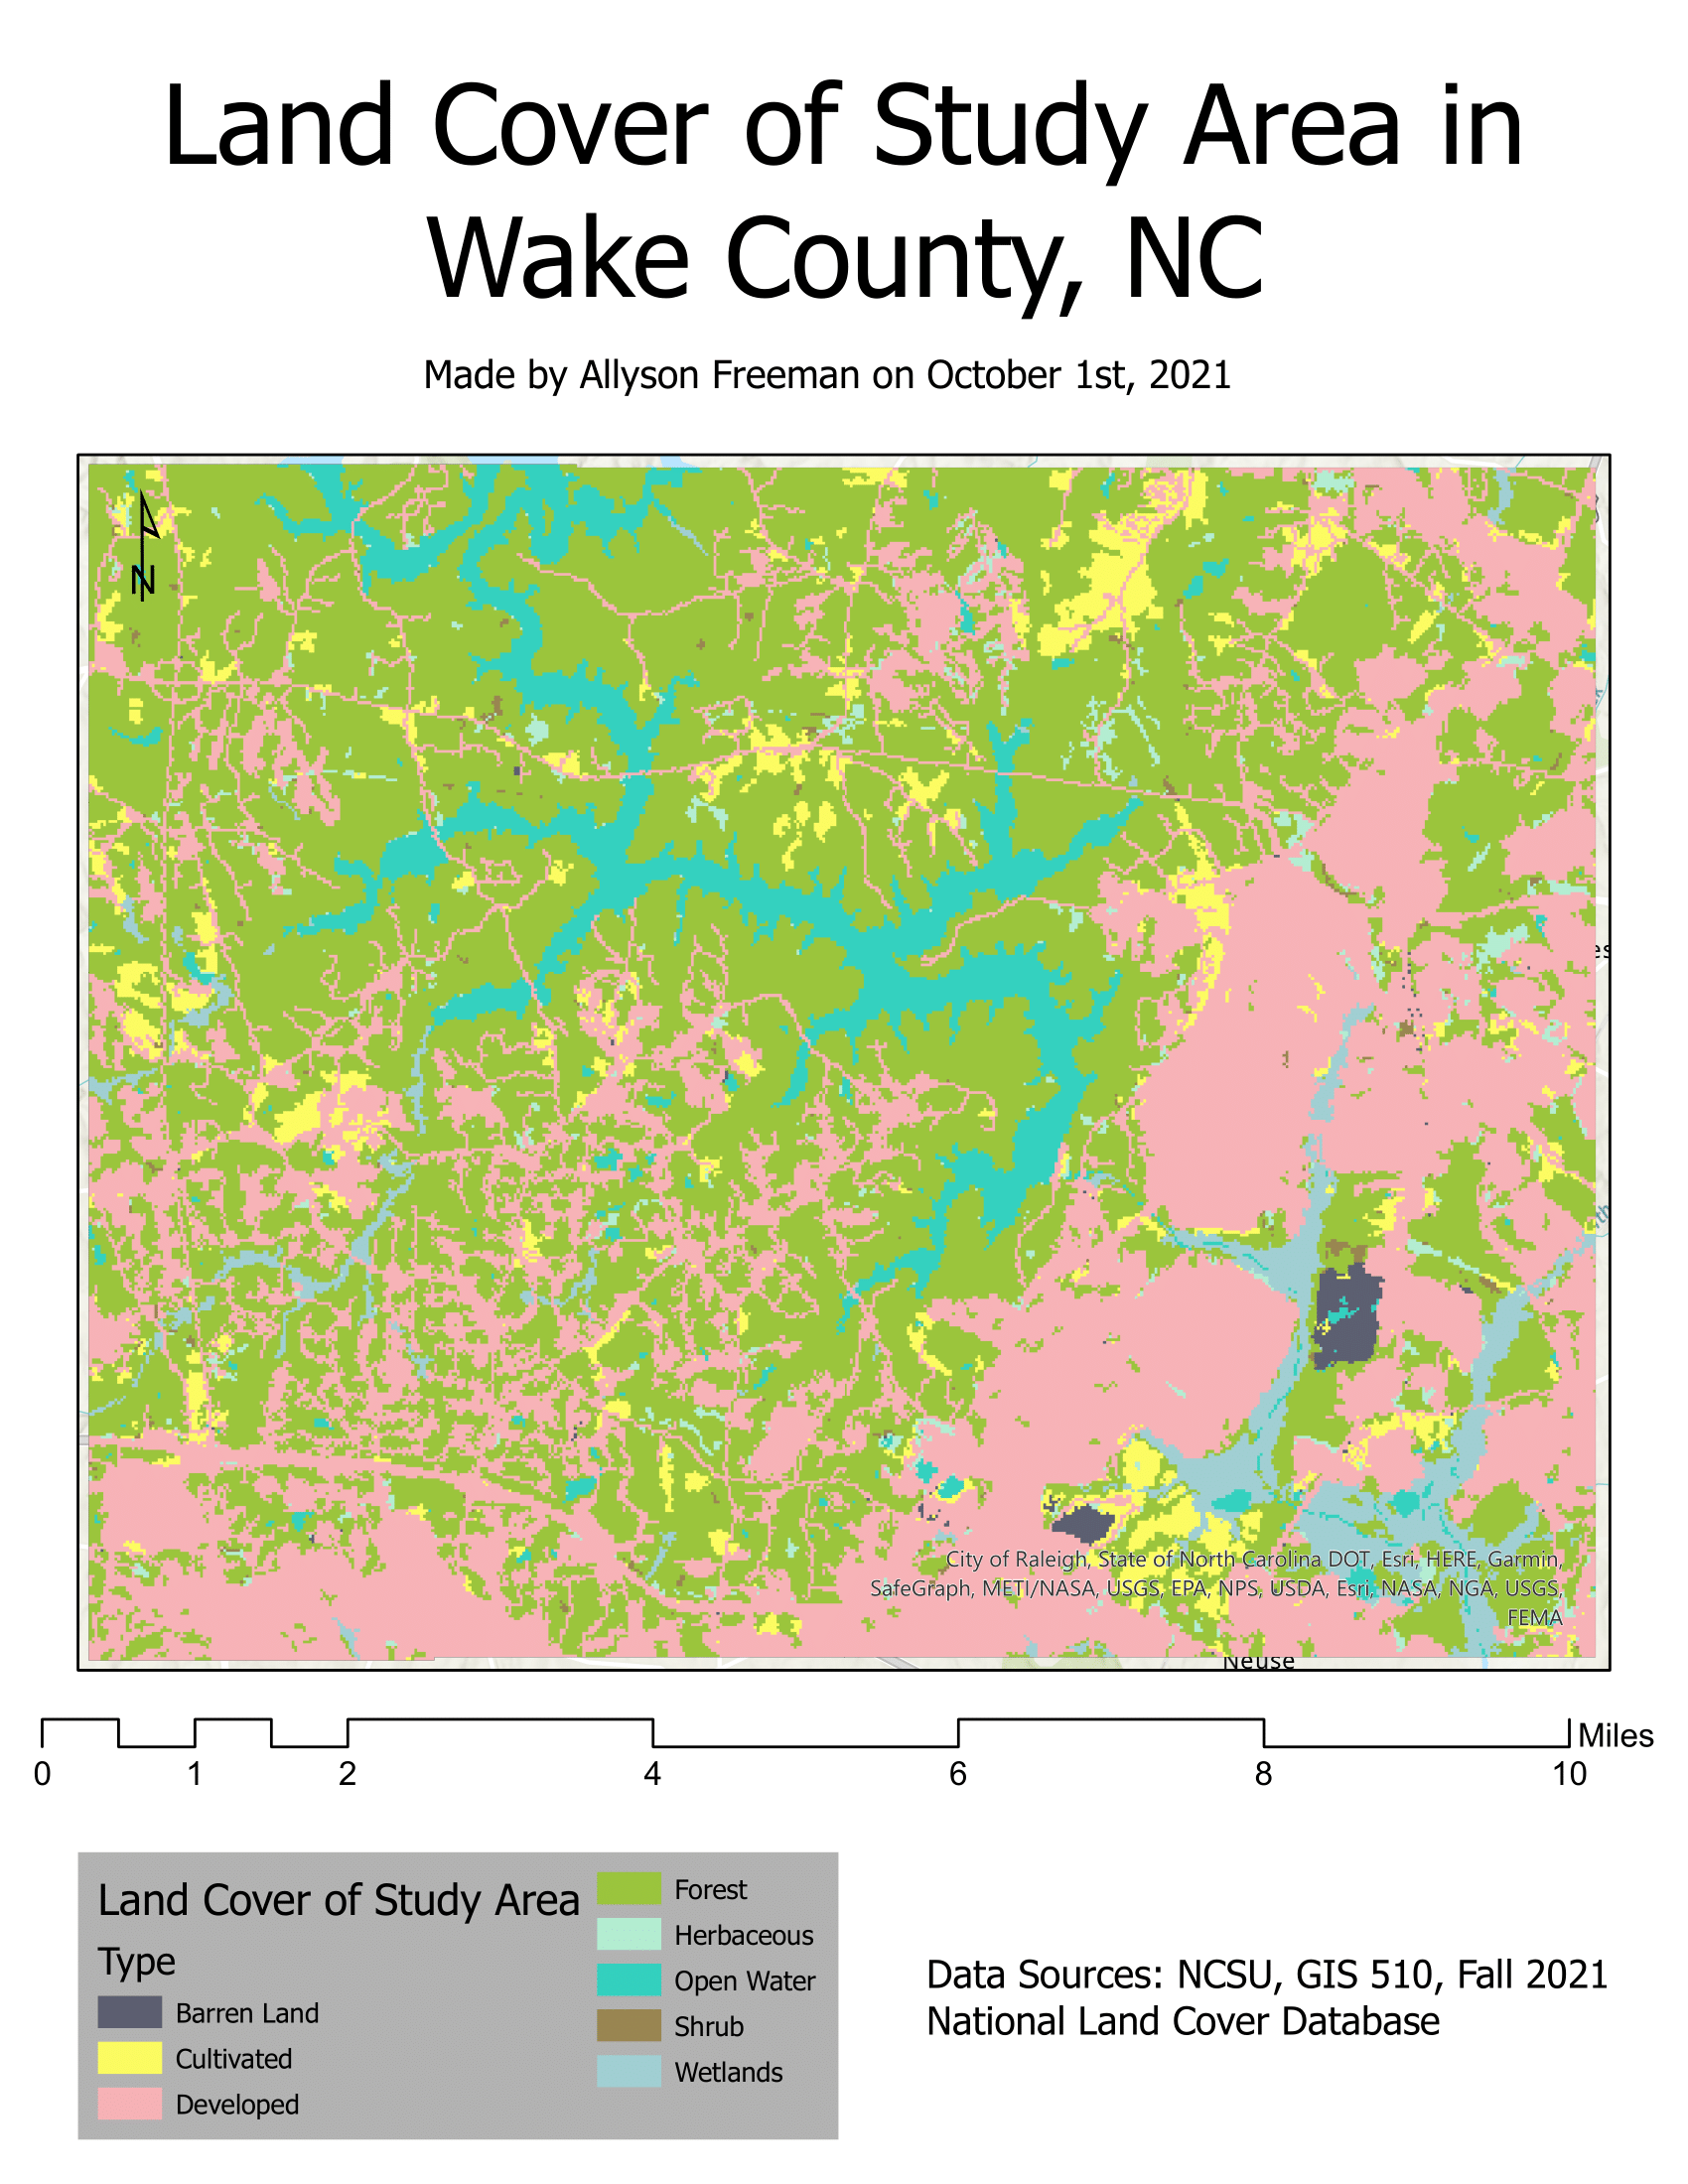 Land Cover of Study Area in
Wake County, NC
Made by Allyson Freeman on October 1st, 2021
N
es
City of Raleigh, State of North Carolina DOT, Esri, HERE, Garmin,
SafeGraph, METI/NASA, USGS, EPA, NPS, USDA, Esri, NASA, NGA, USGS,
FEMA
Neuse
Miles
0 1 2 4 6 8 10
Land Cover of Study Area
Type
Barren Land
Cultivated
Developed
Forest
Herbaceous
Open Water
Shrub
Wetlands
Data Sources: NCSU, GIS 510, Fall 2021
National Land Cover Database